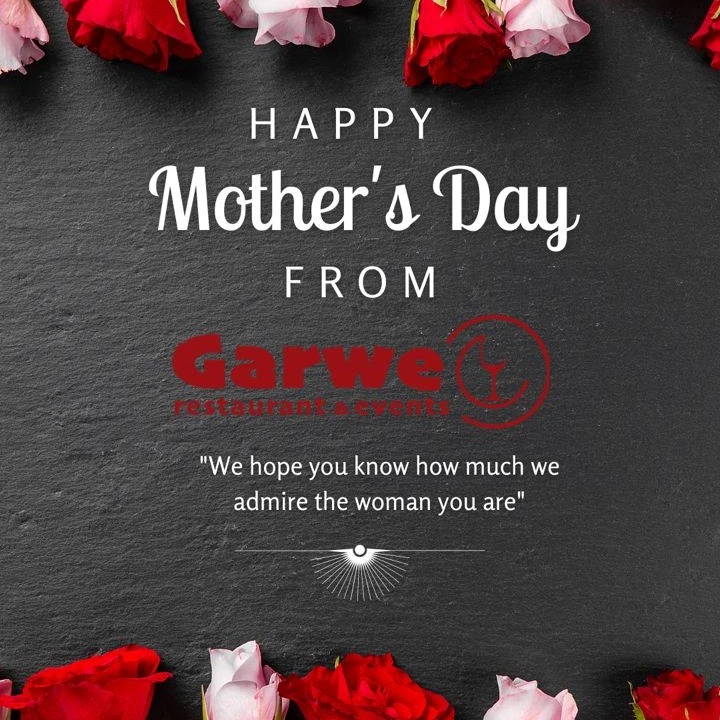 HAPPY
Mother's Day
FROM
Garwe
restaurant & events
"We hope you know how much we
admire the woman you are"